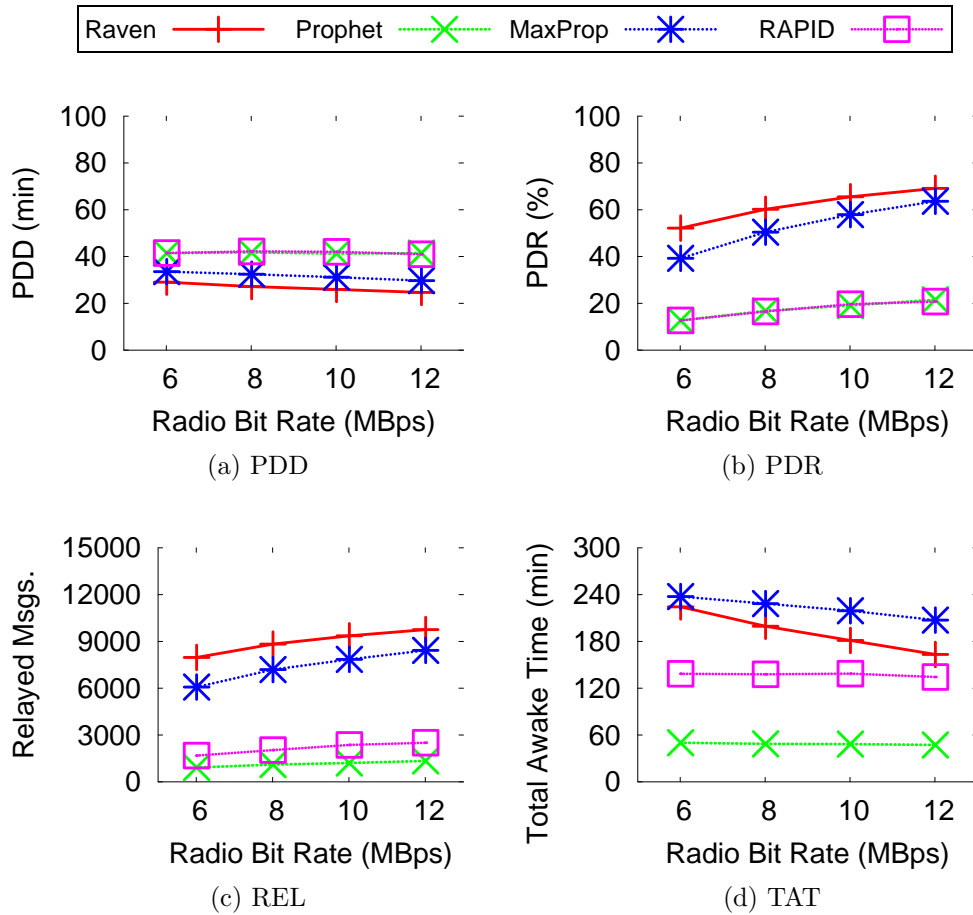 Raven Prophet MaxProp RAPID
PDD (min)
100
80
60
40
20
0
6 8 10 12
Radio Bit Rate (MBps)
(a) PDD
PDR (%)
100
80
60
40
20
0
6 8 10 12
Radio Bit Rate (MBps)
(b) PDR
Relayed Msgs.
15000
12000
9000
6000
3000
0
6 8 10 12
Radio Bit Rate (MBps)
(c) REL
Total Awake Time (min)
300
240
180
120
60
0
6 8 10 12
Radio Bit Rate (MBps)
(d) TAT